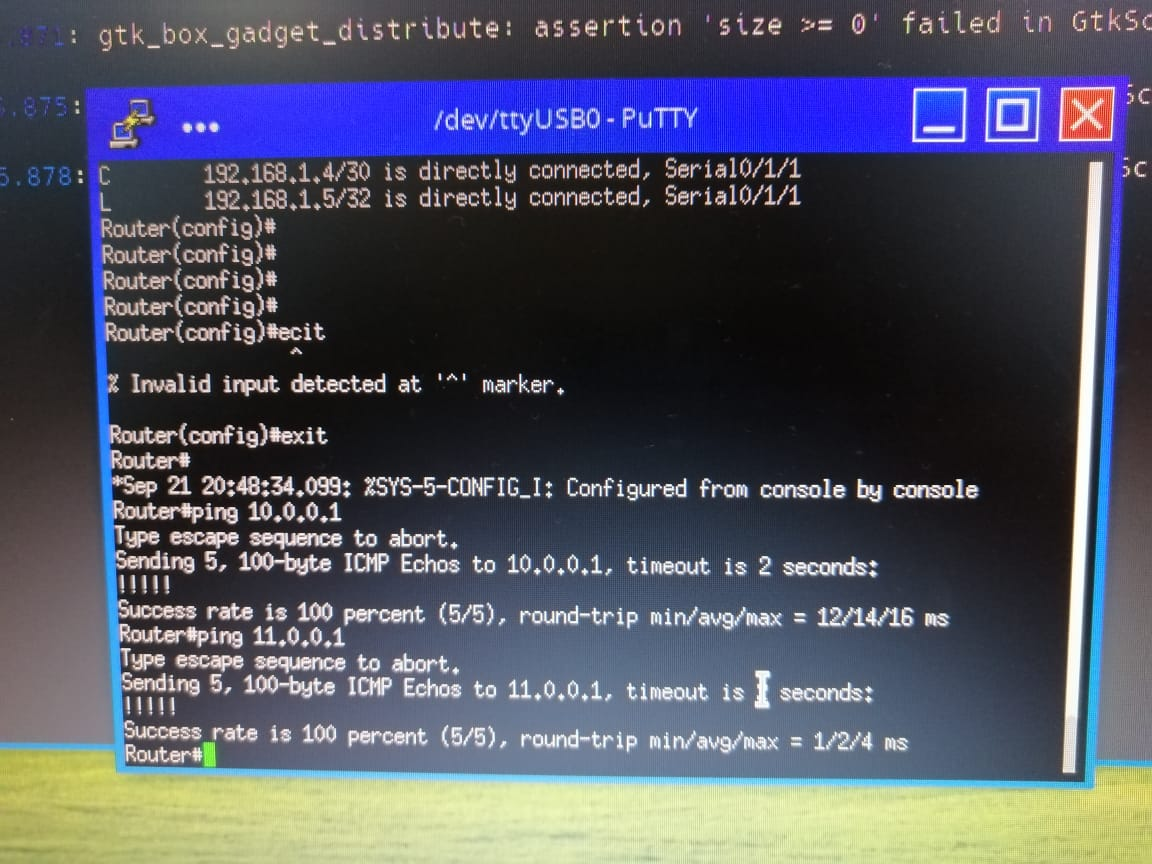 .871: gtk_box_gadget_distribute: assertion 'size >= 0' failed in GtkSc
.875:
Sc
5.878:
Sc
/dev/ttyUSB0 - PuTTY
C 192.168.1.4/30 is directly connected, Serial0/1/1
L 192.168.1.5/32 is directly connected, Serial0/1/1
Router(config)#
Router(config)#
Router(config)#
Router(config)#
Router(config)#ecit
^
% Invalid input detected at '^' marker.
Router(config)#exit
Router#
*Sep 21 20:48:34.099: %SYS-5-CONFIG_I: Configured from console by console
Router#ping 10.0.0.1
Type escape sequence to abort.
Sending 5, 100-byte ICMP Echos to 10.0.0.1, timeout is 2 seconds:
!!!!!
Success rate is 100 percent (5/5), round-trip min/avg/max = 12/14/16 ms
Router#ping 11.0.0.1
Type escape sequence to abort.
Sending 5, 100-byte ICMP Echos to 11.0.0.1, timeout is seconds:
!!!!!
Success rate is 100 percent (5/5), round-trip min/avg/max = 1/2/4 ms
Router#